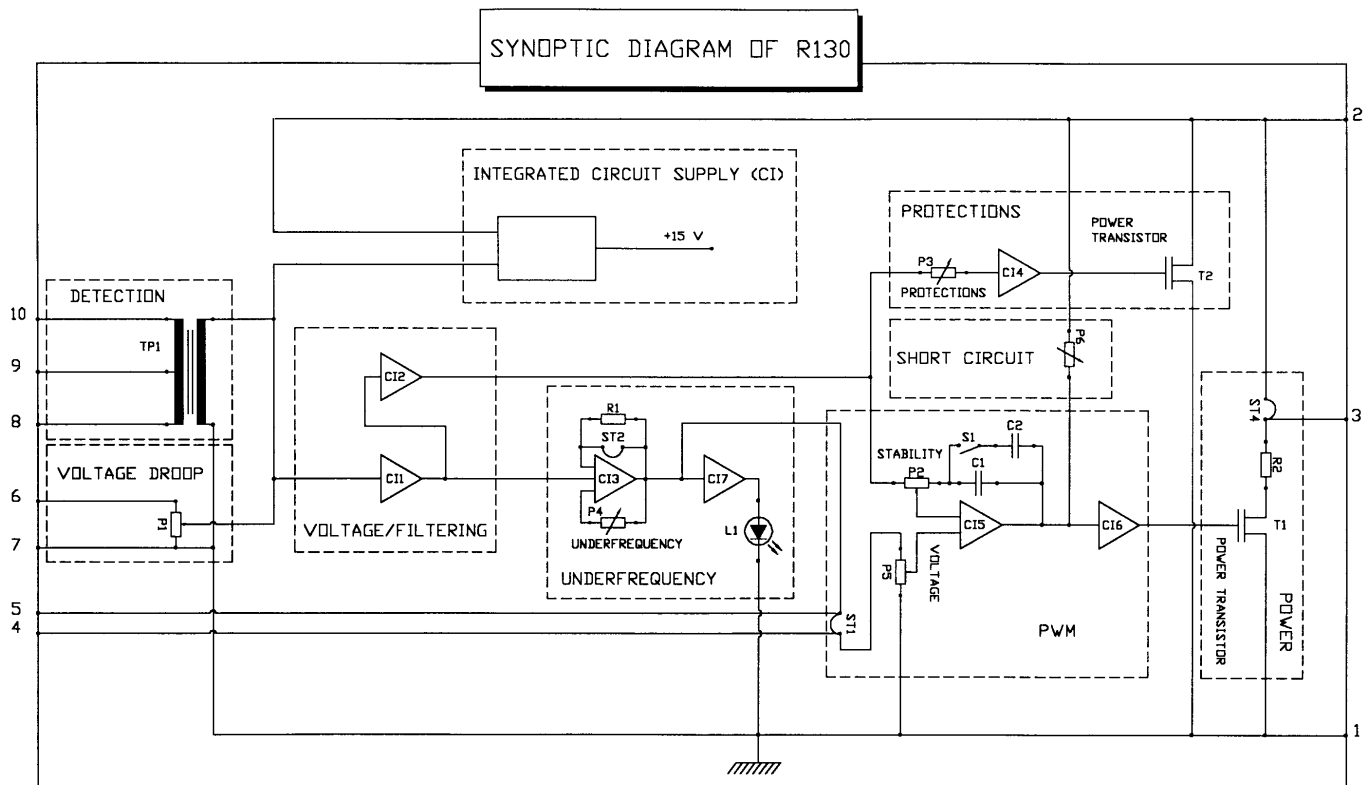 SYNOPTIC DIAGRAM OF R130
2
INTEGRATED CIRCUIT SUPPLY (CI)
+15 V
PROTECTIONS
POWER
TRANSISTOR
P3
CI4
T2
PROTECTIONS
DETECTION
10
TP1
9
8
CI2
P6
SHORT CIRCUIT
ST4
3
R1
ST2
C2
S1
STABILITY
C1
P2
VOLTAGE DROOP
CI1
CI3
CI7
R2
6
P1
P4
L1
CI5
CI6
T1
VOLTAGE/FILTERING
UNDERFREQUENCY
7
UNDERFREQUENCY
P5
VOLTAGE
POWER TRANSISTOR
POWER
5
4
ST1
PWM
1